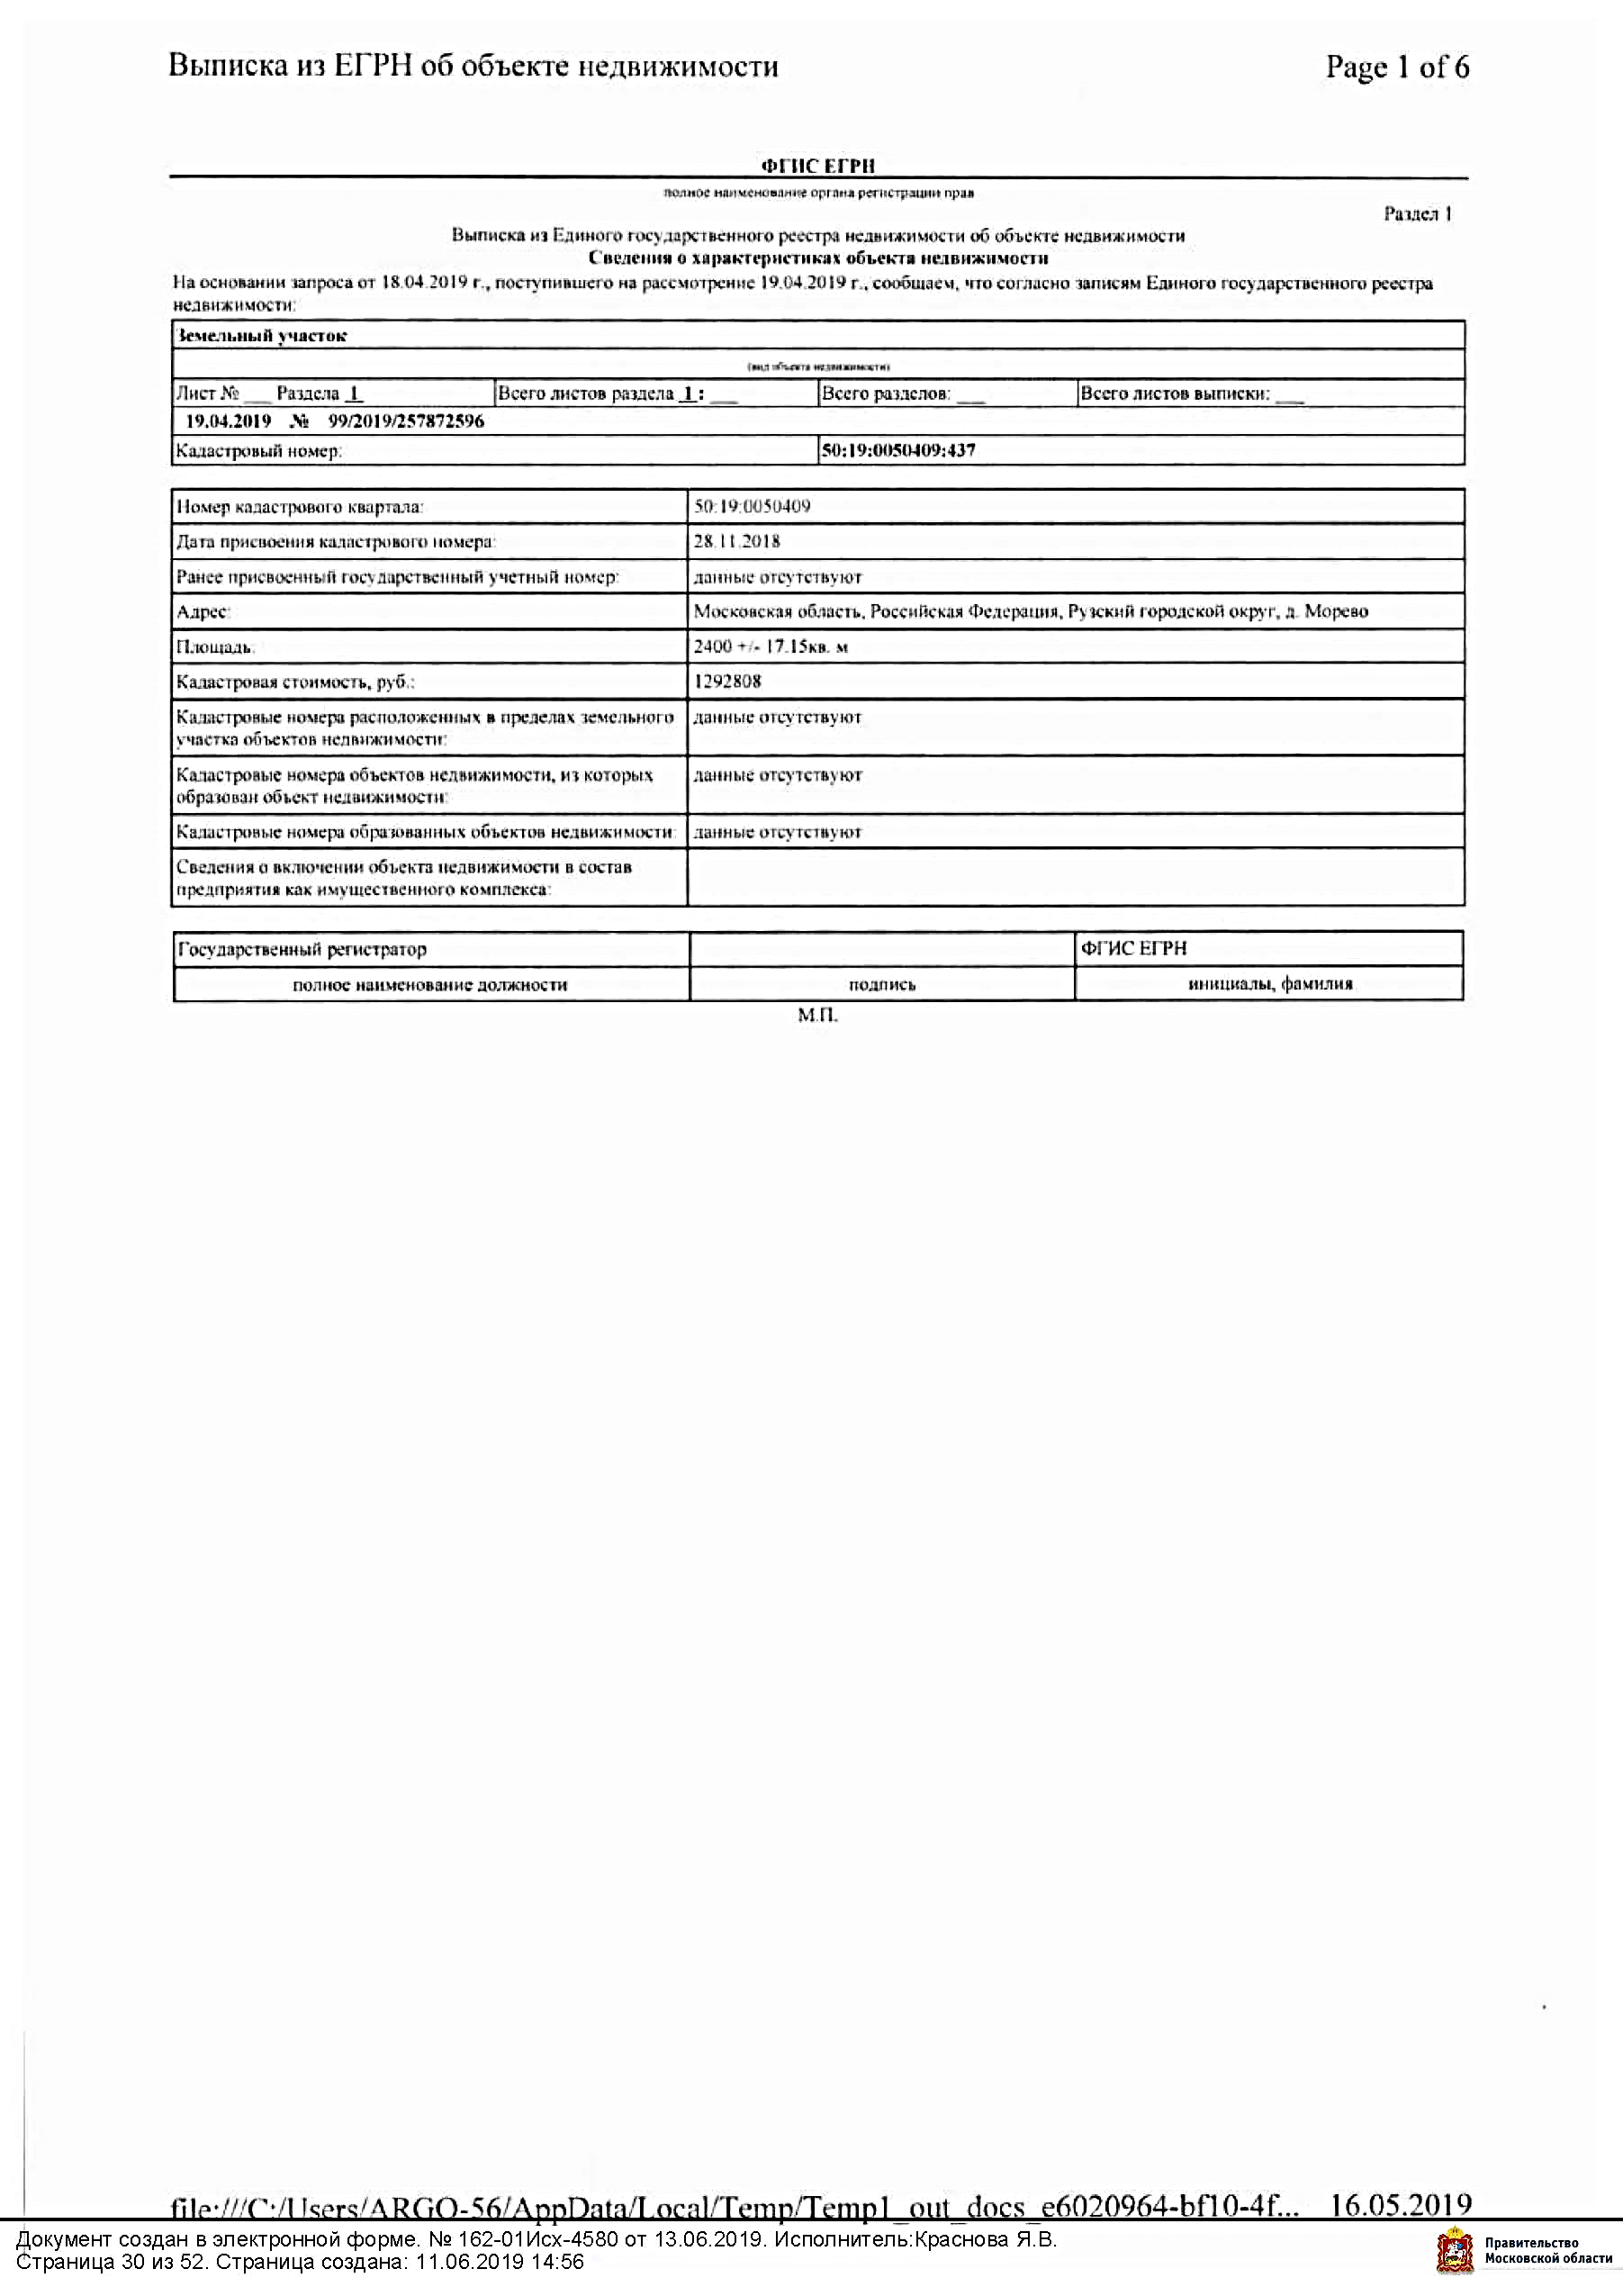 Выписка из ЕГРН об объекте недвижимости Page 1 of 6
ФГИС ЕГРН
полное наименование органа регистрации прав
Раздел 1
Выписка из Единого государственного реестра недвижимости об объекте недвижимости
Сведения о характеристиках объекта недвижимости
На основании запроса от 18.04.2019 г., поступившего на рассмотрение 19.04.2019 г., сообщаем, что согласно записям Единого государственного реестра
недвижимости:
Земельный участок
(вид объекта недвижимости)
Лист № ___ Раздела 1 Всего листов раздела 1 : ___ Всего разделов: ___ Всего листов выписки: ___
19.04.2019 № 99/2019/257872596
Кадастровый номер: 50:19:0050409:437
Номер кадастрового квартала: 50:19:0050409
Дата присвоения кадастрового номера: 28.11.2018
Ранее присвоенный государственный учетный номер: данные отсутствуют
Адрес: Московская область, Российская Федерация, Рузский городской округ, д. Морево
Площадь: 2400 +/- 17.15кв. м
Кадастровая стоимость, руб.: 1292808
Кадастровые номера расположенных в пределах земельного данные отсутствуют
участка объектов недвижимости:
Кадастровые номера объектов недвижимости, из которых данные отсутствуют
образован объект недвижимости:
Кадастровые номера образованных объектов недвижимости: данные отсутствуют
Сведения о включении объекта недвижимости в состав
предприятия как имущественного комплекса:
Государственный регистратор ФГИС ЕГРН
полное наименование должности подпись инициалы, фамилия
М.П.
file:///C:/Users/ARGO-56/AppData/Local/Temp/Temp1_out_docs_e6020964-bf10-4f... 16.05.2019
Документ создан в электронной форме. № 162-01Исх-4580 от 13.06.2019. Исполнитель:Краснова Я.В.
Страница 30 из 52. Страница создана: 11.06.2019 14:56
Правительство
Московской области